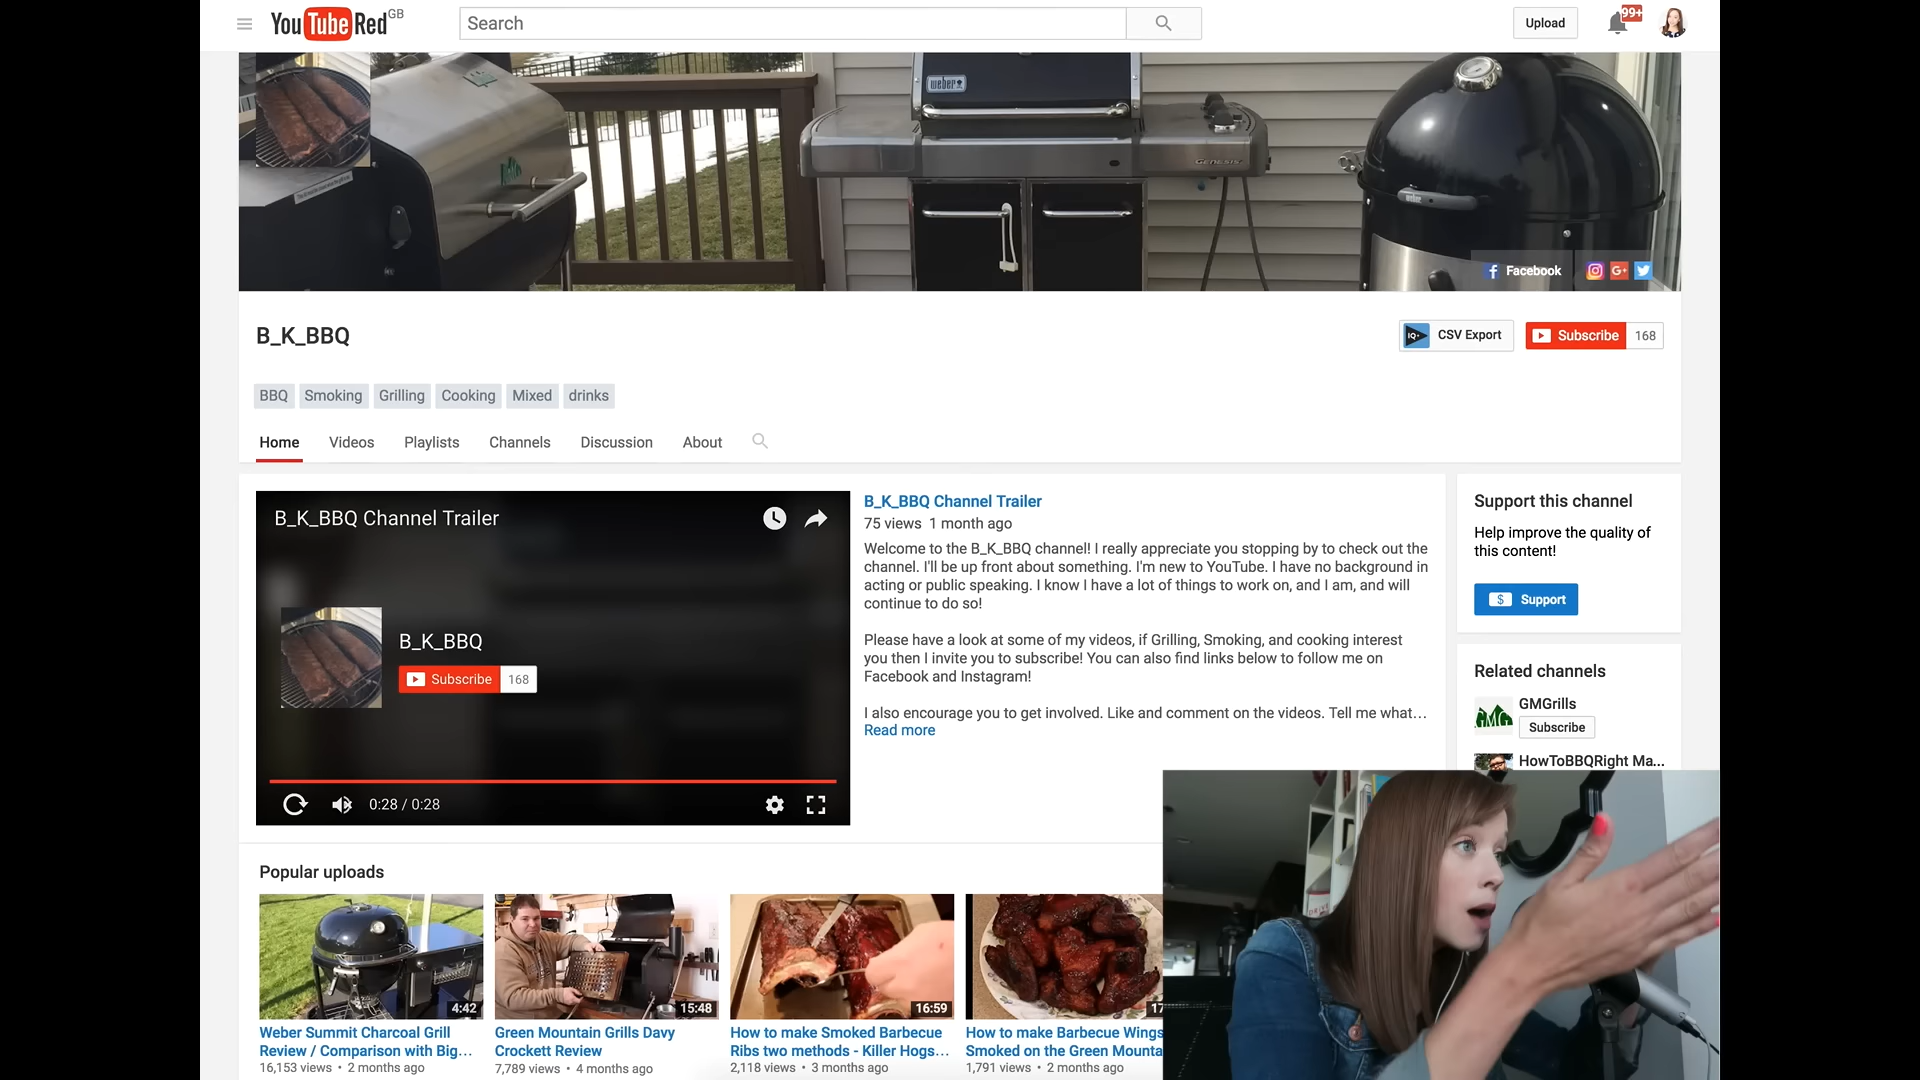 YouTube Red GB
Search
Upload
99+
weber
GENESIS
weber
Facebook
B_K_BBQ
CSV Export
Subscribe 168
BBQ Smoking Grilling Cooking Mixed drinks
Home Videos Playlists Channels Discussion About
B_K_BBQ Channel Trailer
B_K_BBQ
Subscribe 168
0:28 / 0:28
B_K_BBQ Channel Trailer
75 views 1 month ago
Welcome to the B_K_BBQ channel! I really appreciate you stopping by to check out the
channel. I'll be up front about something. I'm new to YouTube. I have no background in
acting or public speaking. I know I have a lot of things to work on, and I am, and will
continue to do so!
Please have a look at some of my videos, if Grilling, Smoking, and cooking interest
you then I invite you to subscribe! You can also find links below to follow me on
Facebook and Instagram!
I also encourage you to get involved. Like and comment on the videos. Tell me what…
Read more
Support this channel
Help improve the quality of
this content!
$ Support
Related channels
GMG
GMGrills
Subscribe
HowToBBQRight Ma...
Popular uploads
4:42
Weber Summit Charcoal Grill
Review / Comparison with Big…
16,153 views • 2 months ago
15:48
Green Mountain Grills Davy
Crockett Review
7,789 views • 4 months ago
16:59
How to make Smoked Barbecue
Ribs two methods - Killer Hogs…
2,118 views • 3 months ago
17
How to make Barbecue Wings
Smoked on the Green Mounta
1,791 views • 2 months ago